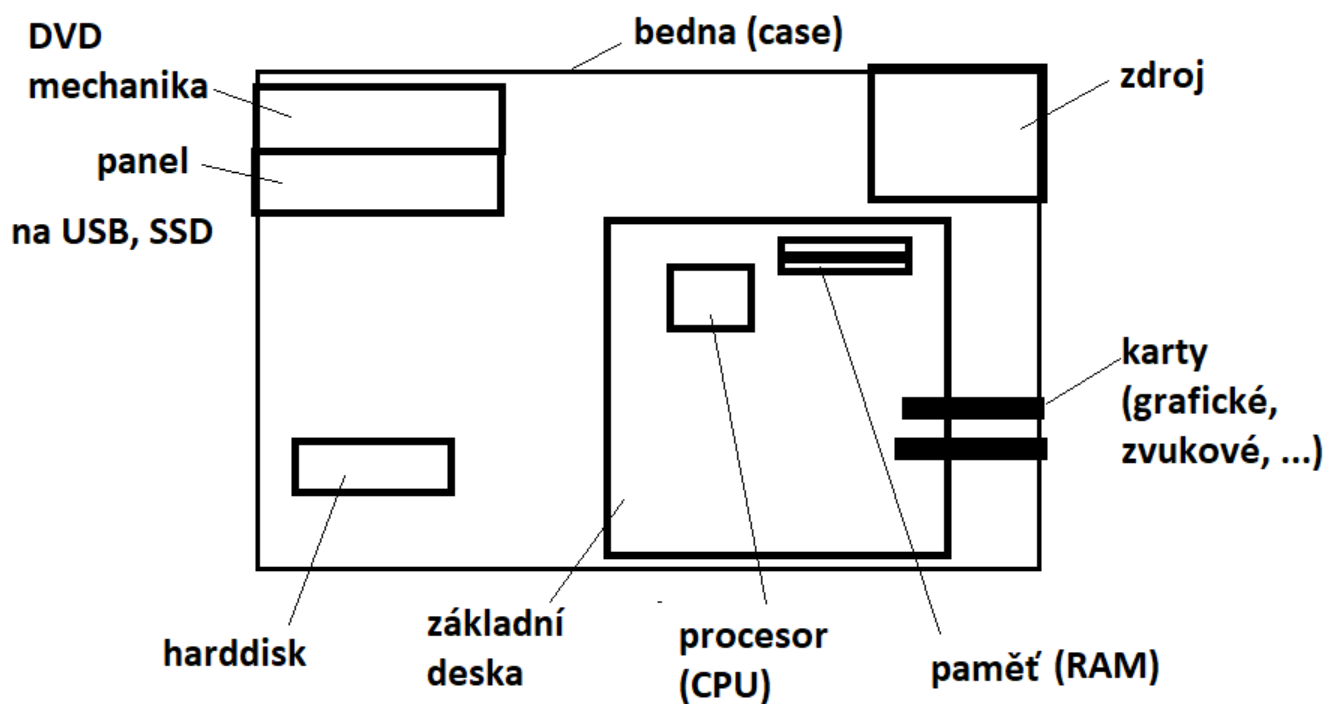 DVD
mechanika
bedna (case)
zdroj
panel
na USB, SSD
karty
(grafické,
zvukové, ...)
harddisk
základní
deska
procesor
(CPU)
paměť (RAM)